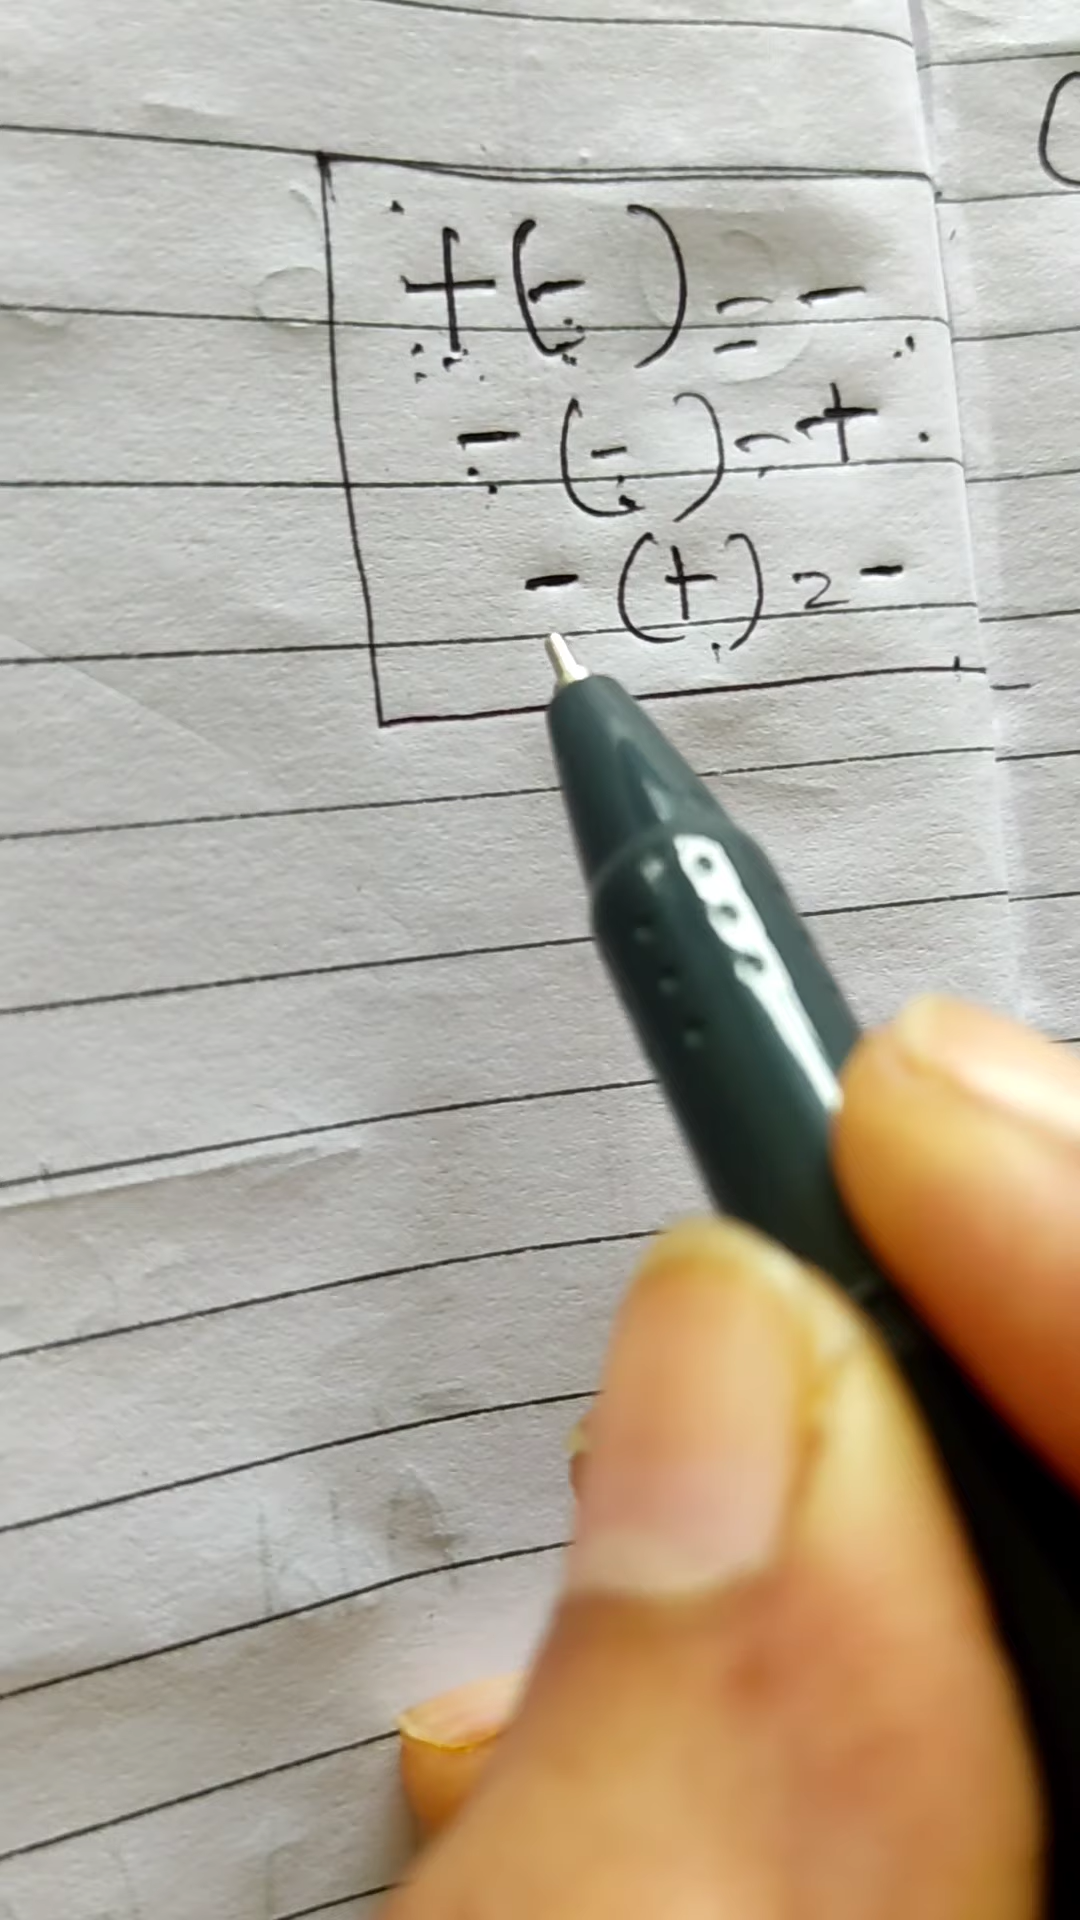 +(-) = -
-(-) = +
-(+) = -